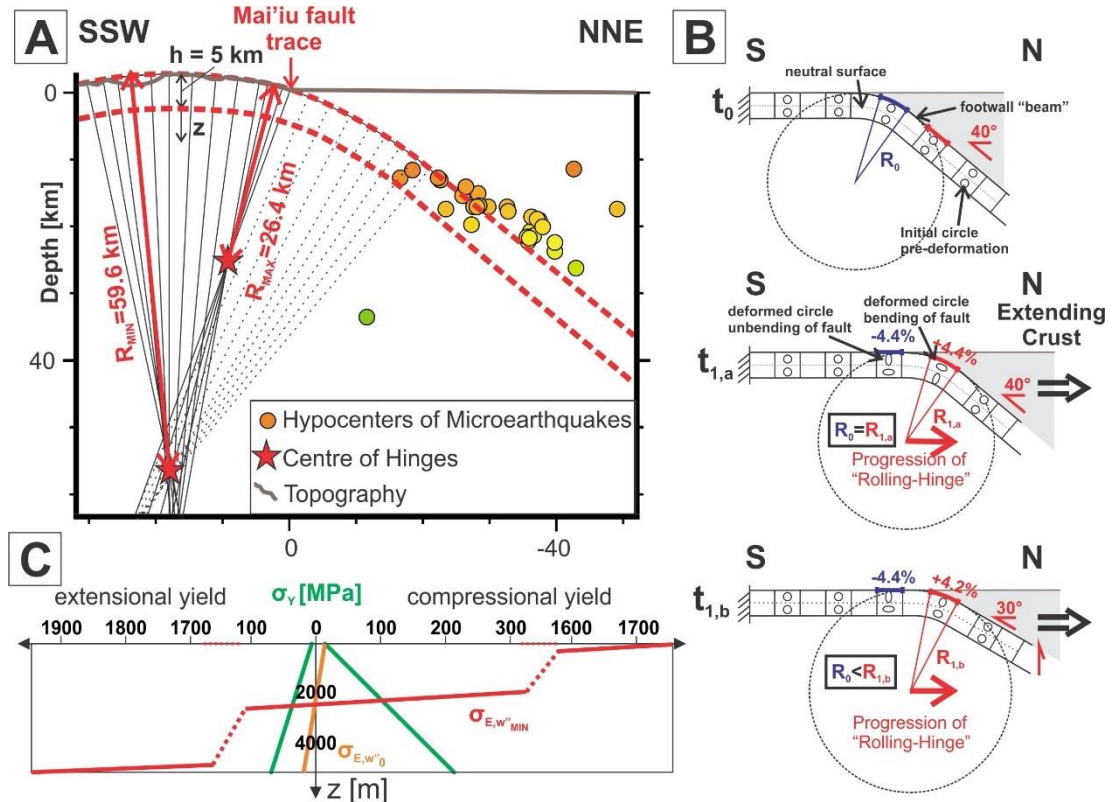 A
SSW
Mai'iu fault
trace
NNE
h = 5 km
0
z
R_MIN=59.6 km
R_MAX=26.4 km
Depth [km]
40
Hypocenters of Microearthquakes
Centre of Hinges
Topography
0
-40
B
S
N
neutral surface
t0
footwall "beam"
40°
R0
Initial circle
pre-deformation
S
N
deformed circle
unbending of fault
deformed circle
bending of fault
Extending
Crust
-4.4%
+4.4%
t1,a
40°
R0=R1,a
R1,a
Progression of
"Rolling-Hinge"
S
N
-4.4%
+4.2%
t1,b
30°
R0<R1,b
R1,b
Progression of
"Rolling-Hinge"
C
extensional yield
σY [MPa]
compressional yield
1900 1800 1700 100 0 100 200 300 1600 1700
2000
σE,w''MIN
4000
σE,w''0
z [m]